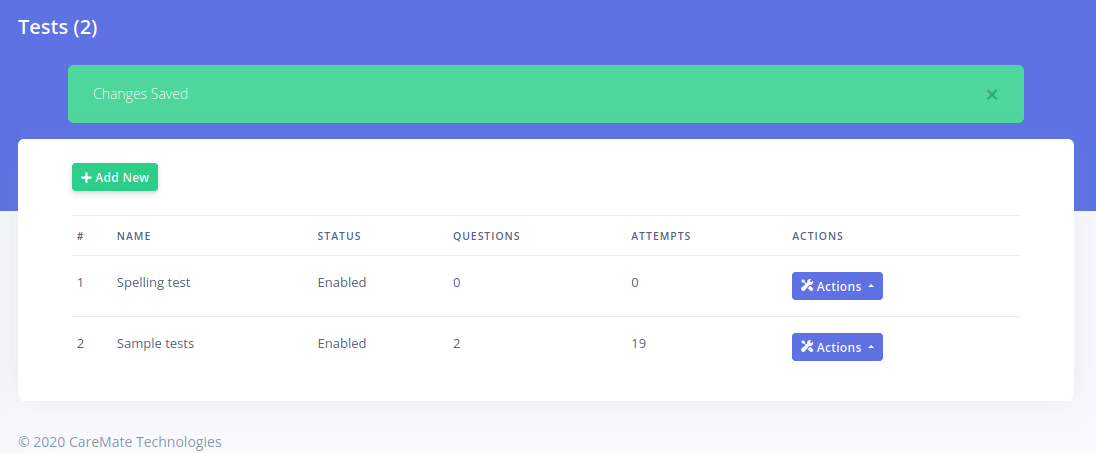 Tests (2)
Changes Saved ×
Add New
# NAME STATUS QUESTIONS ATTEMPTS ACTIONS
1 Spelling test Enabled 0 0 Actions
2 Sample tests Enabled 2 19 Actions
© 2020 CareMate Technologies